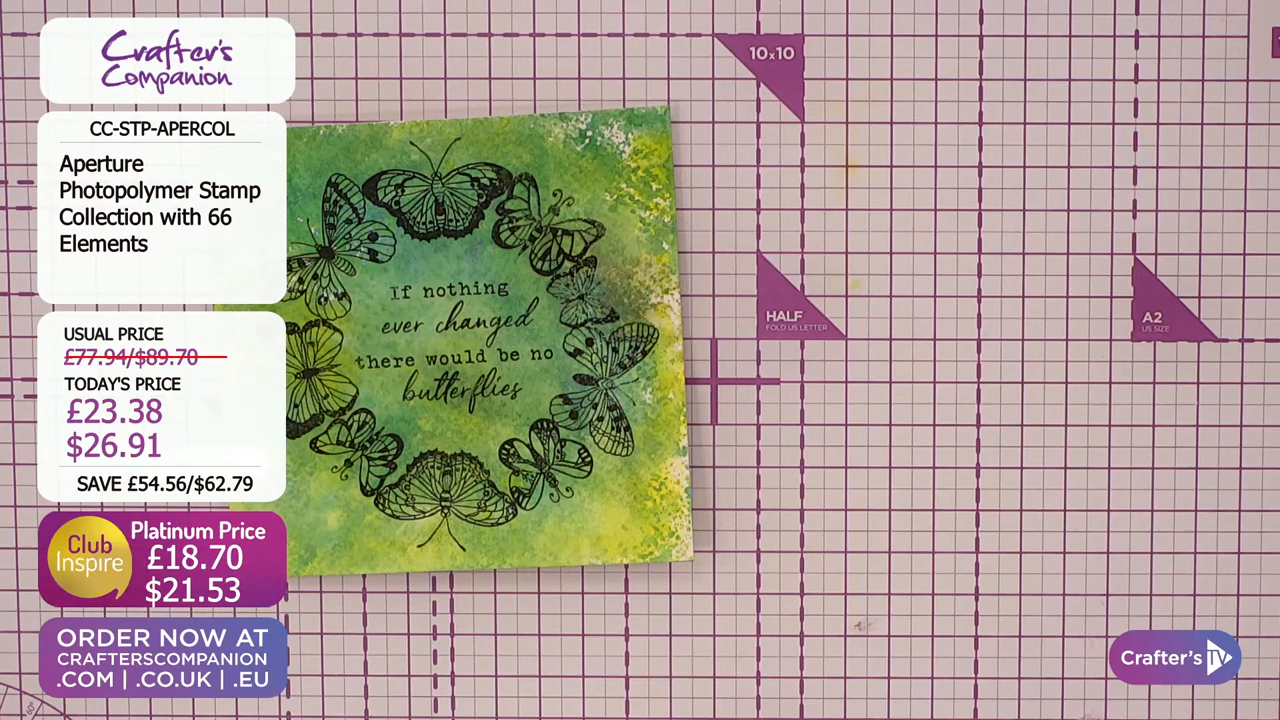 Crafter's
Companion
CC-STP-APERCOL
Aperture
Photopolymer Stamp
Collection with 66
Elements
USUAL PRICE
£77.94/$89.70
TODAY'S PRICE
£23.38
$26.91
SAVE £54.56/$62.79
Club
Inspire
Platinum Price
£18.70
$21.53
ORDER NOW AT
CRAFTERSCOMPANION
.COM | .CO.UK | .EU
If nothing
ever changed
there would be no
butterflies
10x10
HALF
FOLD US LETTER
A2
US SIZE
Crafter's TV